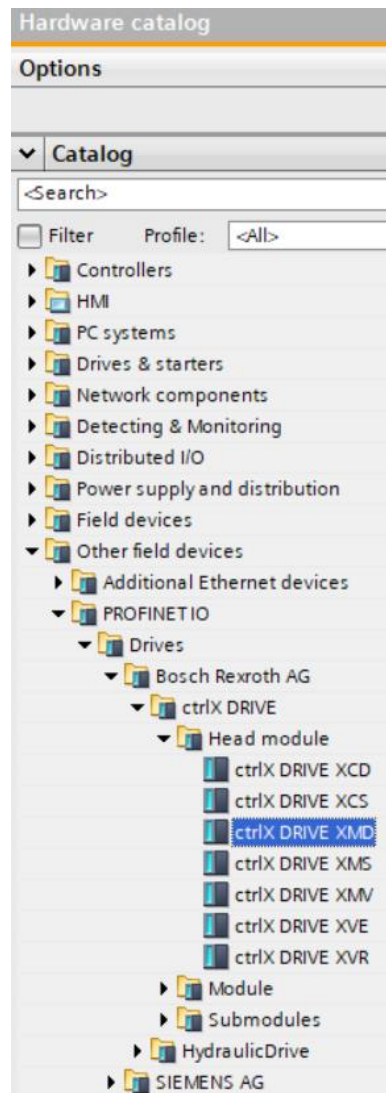 Hardware catalog
Options
Catalog
<Search>
Filter Profile: <All>
Controllers
HMI
PC systems
Drives & starters
Network components
Detecting & Monitoring
Distributed I/O
Power supply and distribution
Field devices
Other field devices
Additional Ethernet devices
PROFINET IO
Drives
Bosch Rexroth AG
ctrlX DRIVE
Head module
ctrlX DRIVE XCD
ctrlX DRIVE XCS
ctrlX DRIVE XMD
ctrlX DRIVE XMS
ctrlX DRIVE XMV
ctrlX DRIVE XVE
ctrlX DRIVE XVR
Module
Submodules
HydraulicDrive
SIEMENS AG